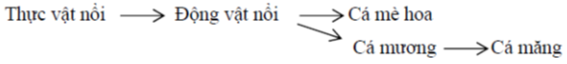 Thực vật nổi → Động vật nổi → Cá mè hoa
Cá mương → Cá măng